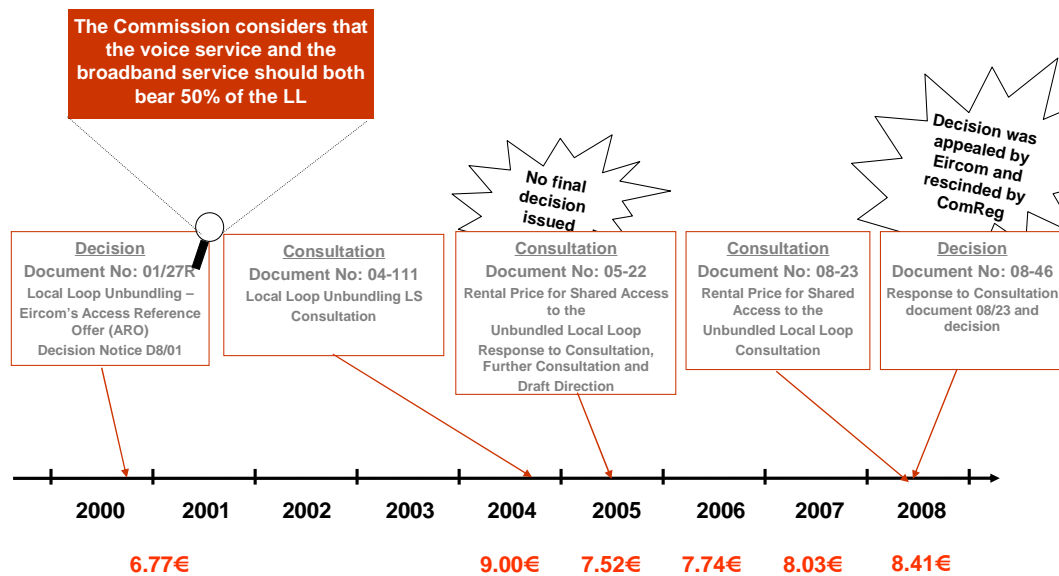 The Commission considers that
the voice service and the
broadband service should both
bear 50% of the LL
No final
decision
issued
Decision was
appealed by
Eircom and
rescinded by
ComReg
Decision
Document No: 01/27R
Local Loop Unbundling –
Eircom's Access Reference
Offer (ARO)
Decision Notice D8/01
Consultation
Document No: 04-111
Local Loop Unbundling LS
Consultation
Consultation
Document No: 05-22
Rental Price for Shared Access
to the
Unbundled Local Loop
Response to Consultation,
Further Consultation and
Draft Direction
Consultation
Document No: 08-23
Rental Price for Shared
Access to the
Unbundled Local Loop
Consultation
Decision
Document No: 08-46
Response to Consultation
document 08/23 and
decision
2000 2001 2002 2003 2004 2005 2006 2007 2008
6.77€ 9.00€ 7.52€ 7.74€ 8.03€ 8.41€